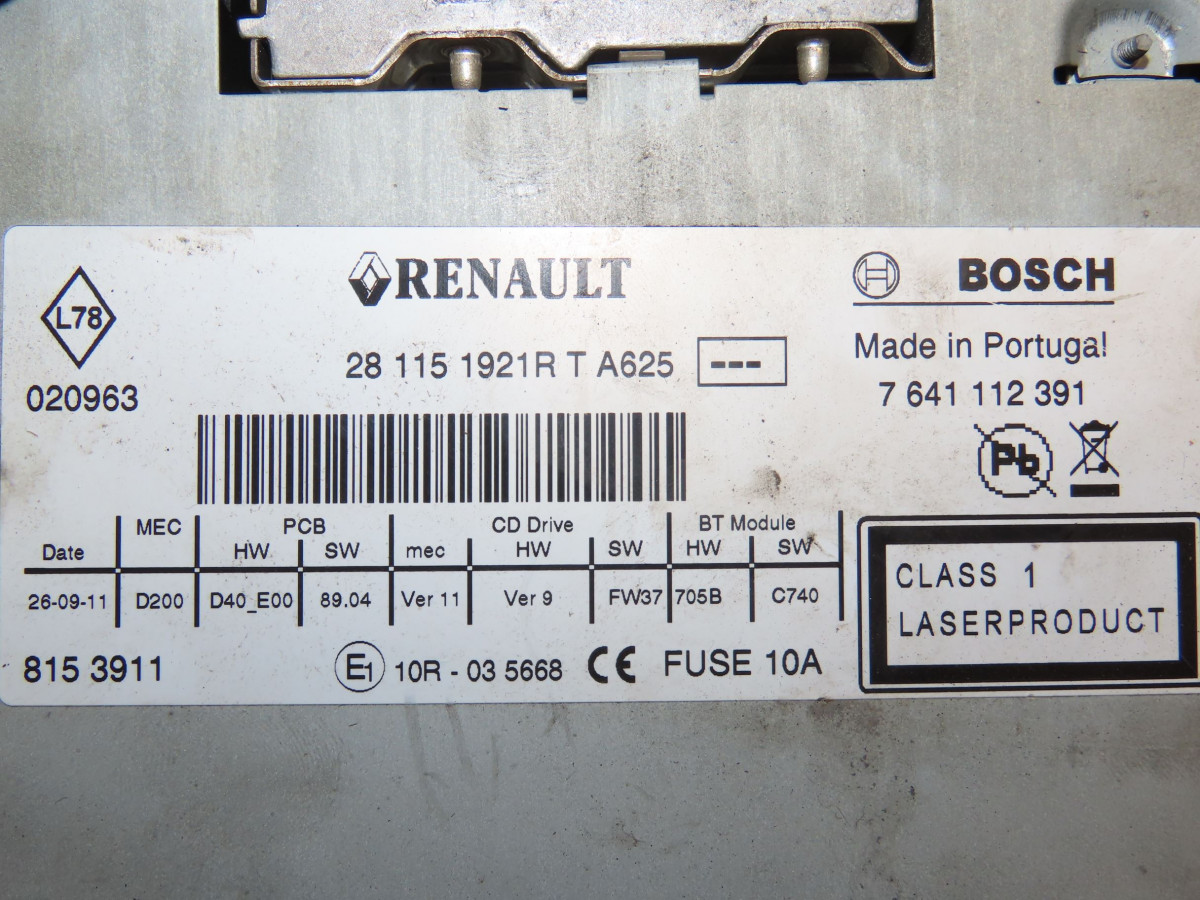 RENAULT
BOSCH
L78
28 115 1921R T A625 ---
Made in Portugal
020963
7 641 112 391
Pb
MEC PCB CD Drive BT Module
Date HW SW mec HW SW HW SW
26-09-11 D200 D40_E00 89.04 Ver 11 Ver 9 FW37 705B C740
CLASS 1
LASERPRODUCT
815 3911 E1 10R - 03 5668 CE FUSE 10A